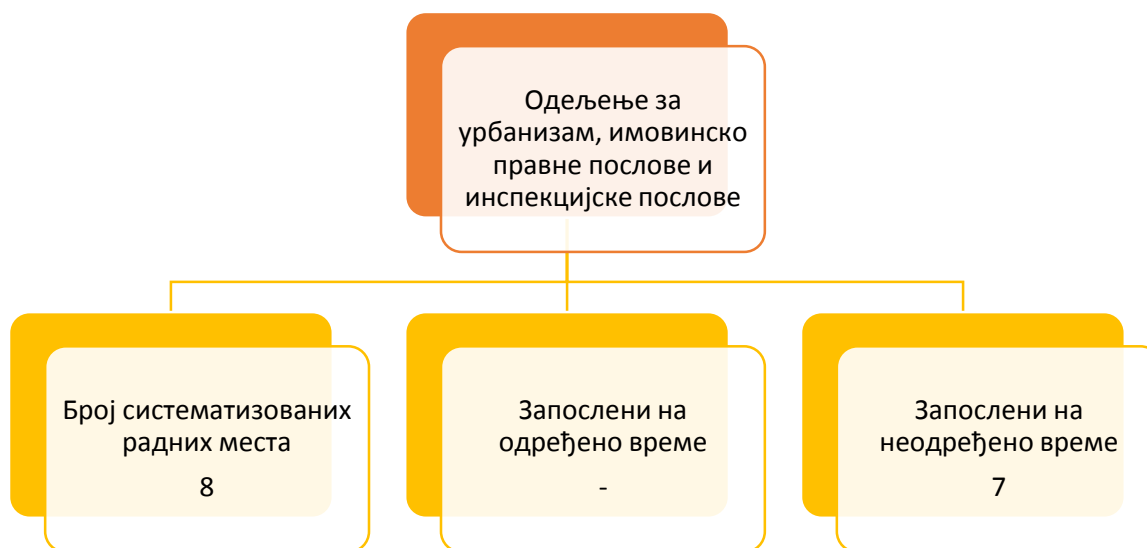 Одељење за
урбанизам, имовинско
правне послове и
инспекцијске послове
Број систематизованих
радних места
8
Запослени на
одређено време
-
Запослени на
неодређено време
7